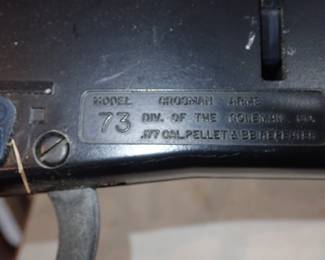 MODEL CROSMAN ARMS
73 DIV. OF THE COLEMAN CO.
.177 CAL. PELLET & BB REPEATER